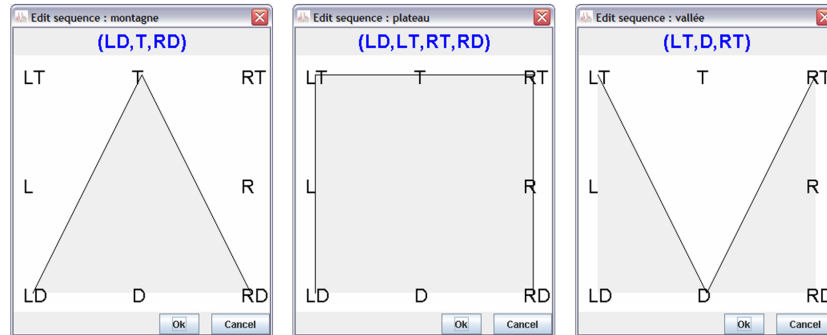 Edit sequence : montagne
(LD,T,RD)
LT T RT
L R
LD D RD
Ok Cancel
Edit sequence : plateau
(LD,LT,RT,RD)
LT T RT
L R
LD D RD
Ok Cancel
Edit sequence : vallée
(LT,D,RT)
LT T RT
L R
LD D RD
Ok Cancel